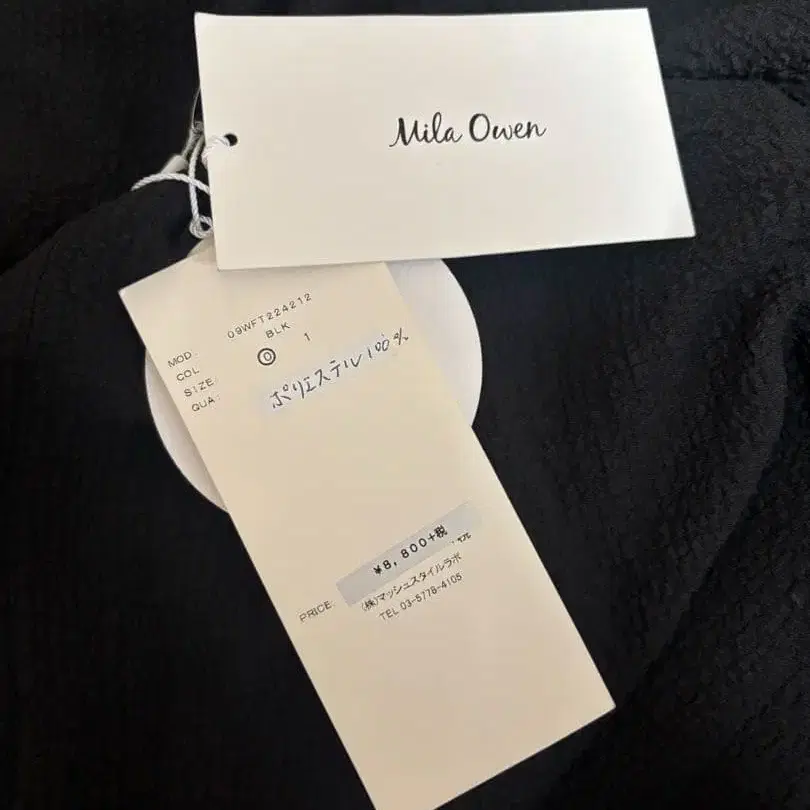 Mila Owen
MOD. 09WFT224212
COL BLK
SIZE: 0 1
QUA: ポリエステル100%
¥8,800+税
PRICE: (株)マッシュスタイルラボ
TEL 03-5778-4105